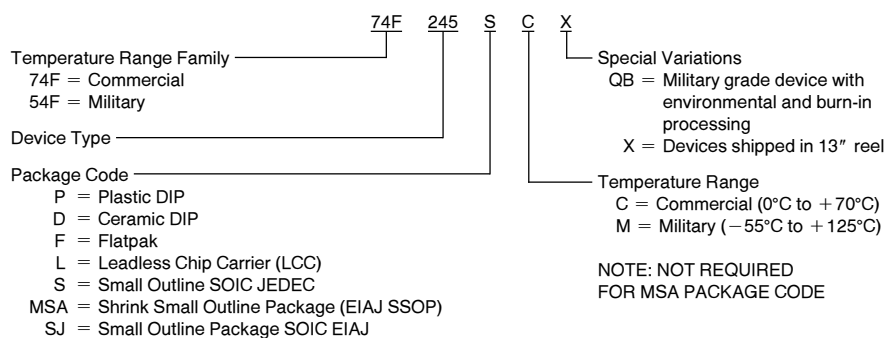 74F 245 S C X
Temperature Range Family
74F = Commercial
54F = Military
Device Type
Package Code
P = Plastic DIP
D = Ceramic DIP
F = Flatpak
L = Leadless Chip Carrier (LCC)
S = Small Outline SOIC JEDEC
MSA = Shrink Small Outline Package (EIAJ SSOP)
SJ = Small Outline Package SOIC EIAJ
Special Variations
QB = Military grade device with
environmental and burn-in
processing
X = Devices shipped in 13″ reel
Temperature Range
C = Commercial (0°C to +70°C)
M = Military (−55°C to +125°C)
NOTE: NOT REQUIRED
FOR MSA PACKAGE CODE